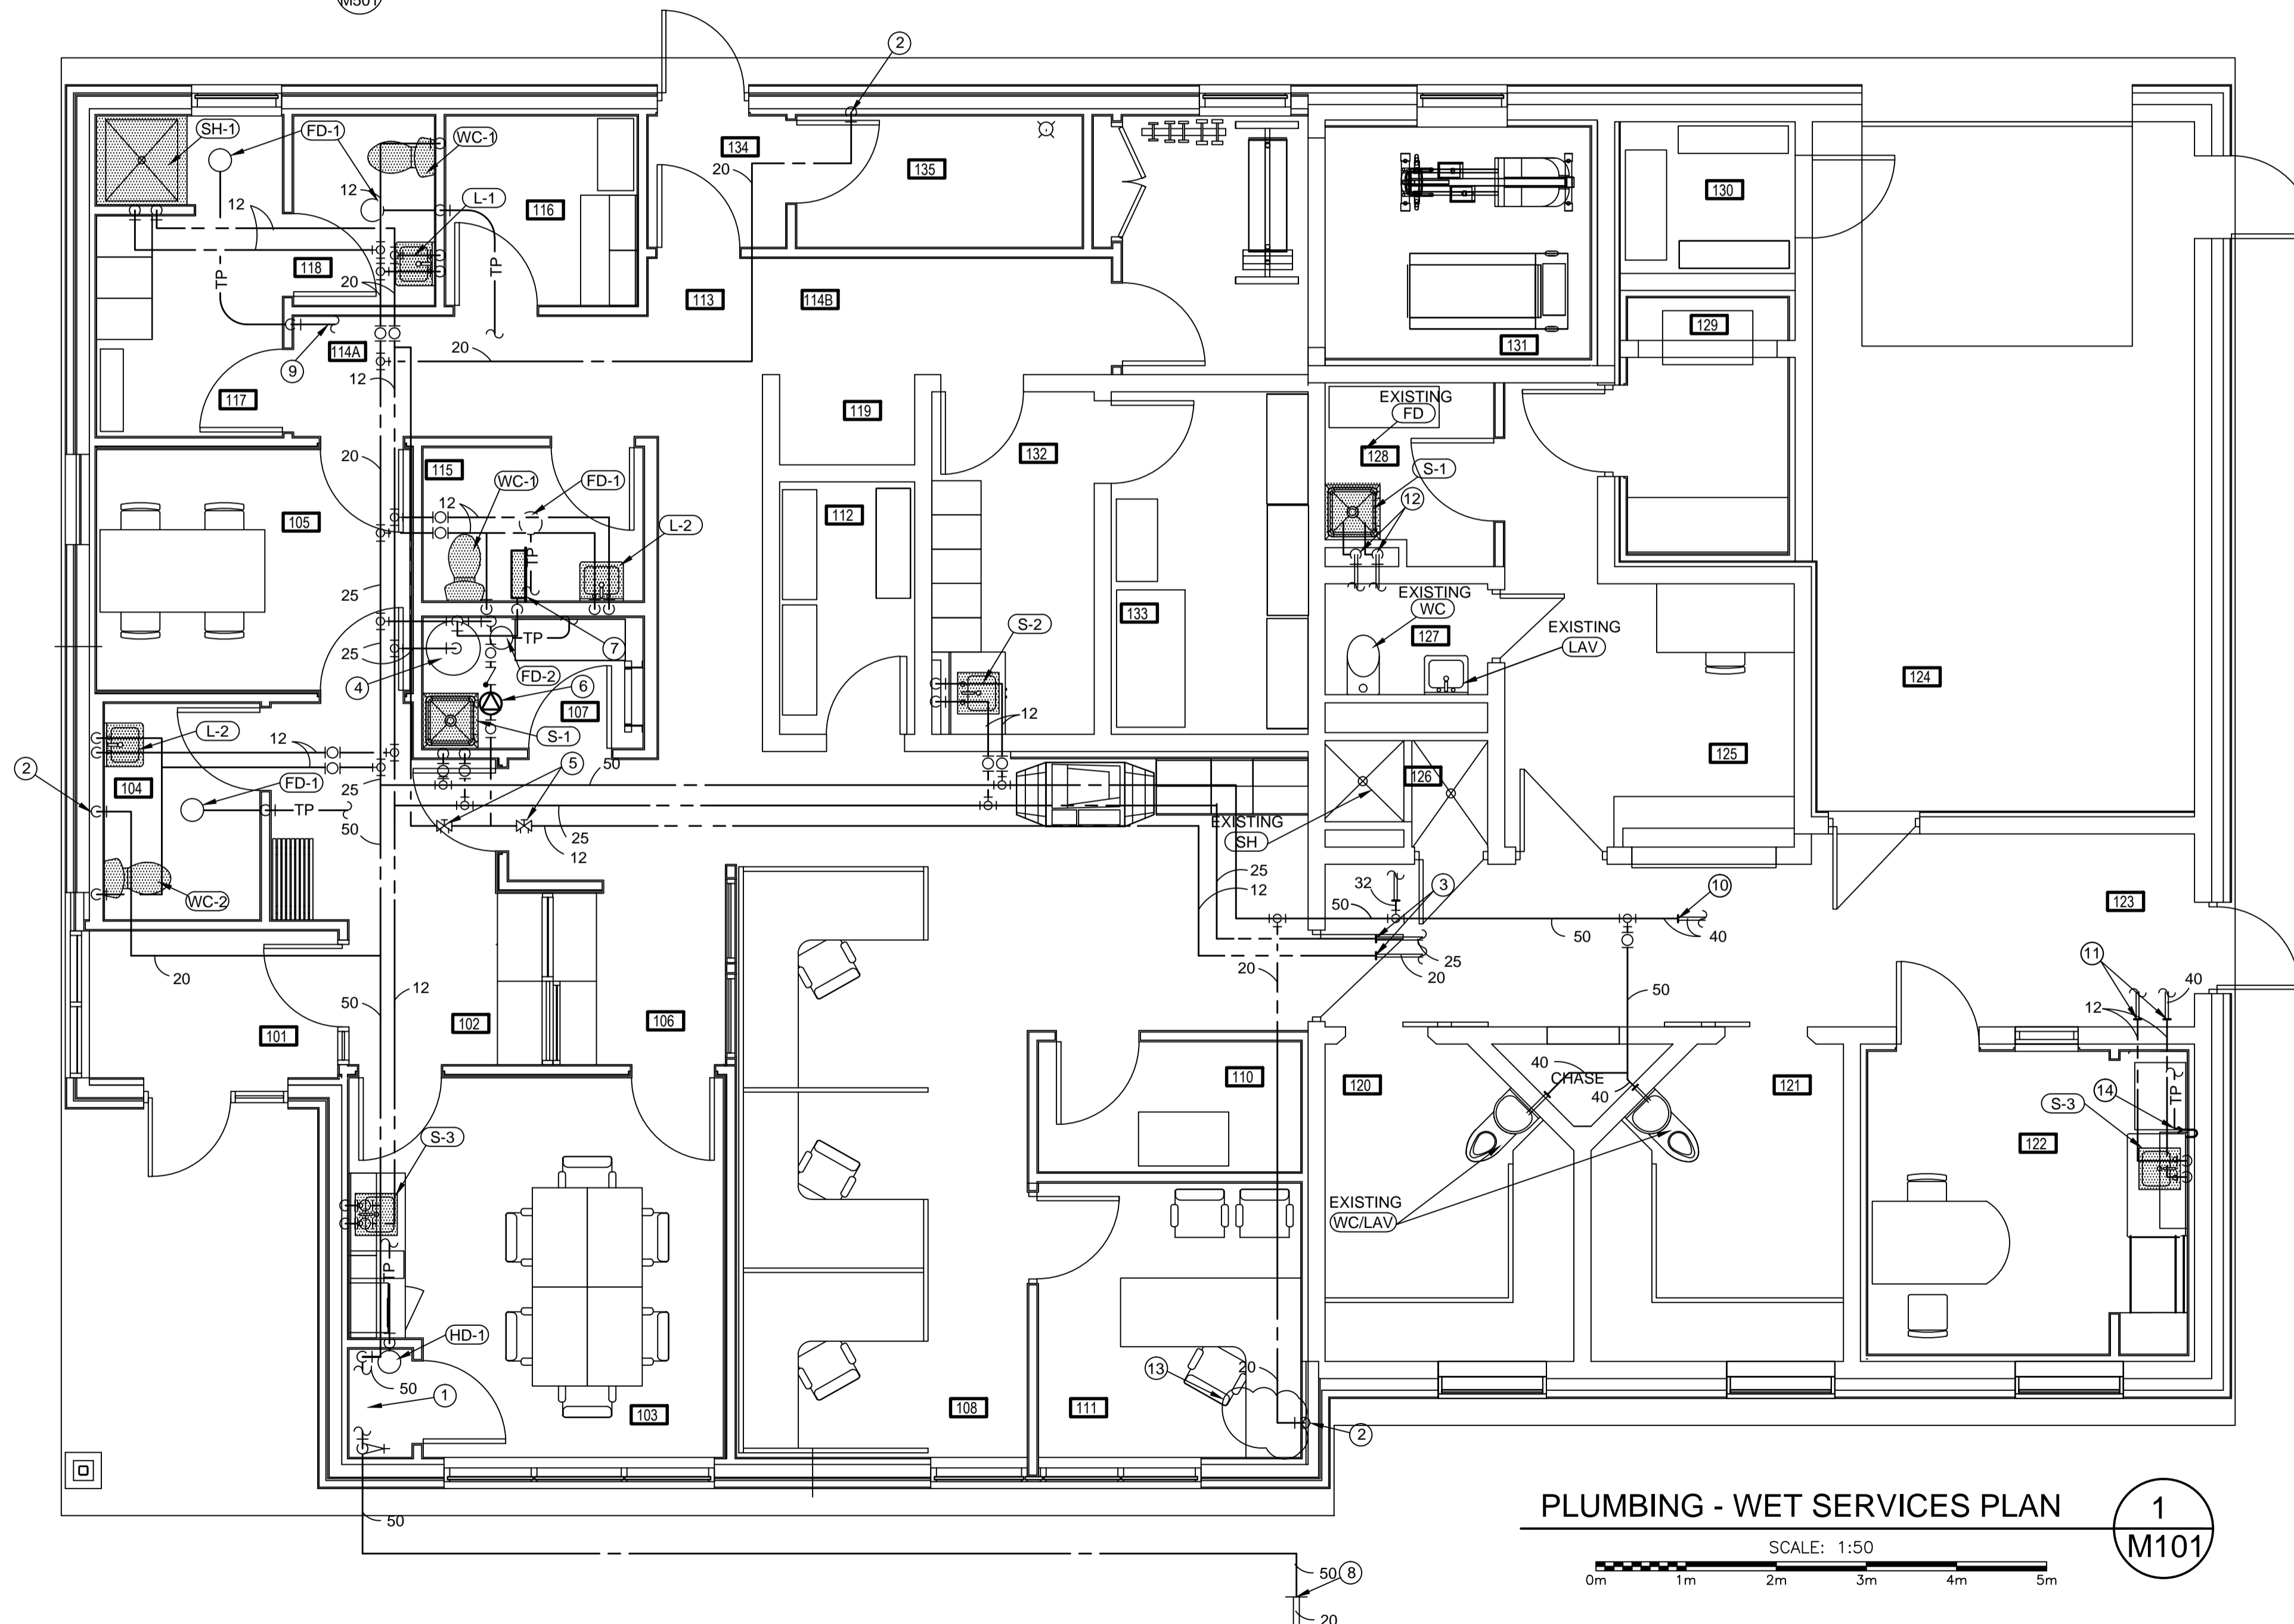 M501
2
SH-1
FD-1
WC-1
134
20
135
130
12
12
L-1
116
118
TP
TP
20
113
114B
129
131
114A
20
9
12
117
119
EXISTING
FD
128
132
20
115
WC-1
FD-1
S-1
12
12
105
112
L-2
TP
25
EXISTING
WC
133
S-2
127
EXISTING
LAV
TP
7
25
FD-2
4
6
124
107
12
L-2
12
S-1
125
2
5
50
126
FD-1
104
25
TP
50
25
EXISTING
SH
12
25
32
3
10
12
50
WC-2
123
50
40
11
25
20
20
20
40
12
50
50
12
102
106
101
40
CHASE
110
120
40
121
14
TP
S-3
S-3
122
EXISTING
WC/LAV
TP
HD-1
20
13
50
1
108
111
103
2
50
PLUMBING - WET SERVICES PLAN
1
M101
SCALE: 1:50
50
8
0m
1m
2m
3m
4m
5m
20